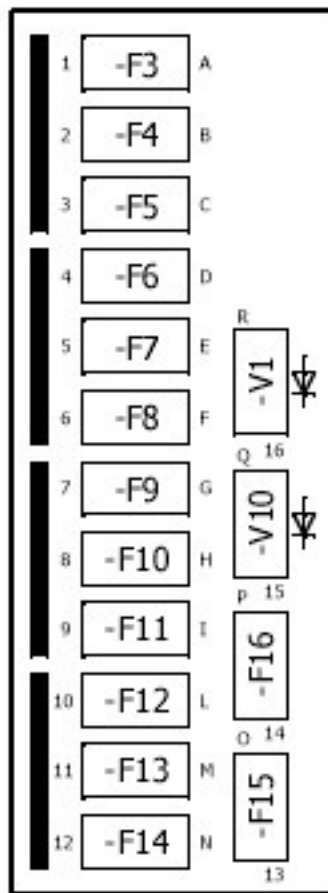 1 -F3 A
2 -F4 B
3 -F5 C
4 -F6 D
5 -F7 E
6 -F8 F
7 -F9 G
8 -F10 H
9 -F11 I
10 -F12 L
11 -F13 M
12 -F14 N
R
-V1
16
Q
-V10
15
P
-F16
14
O
-F15
13